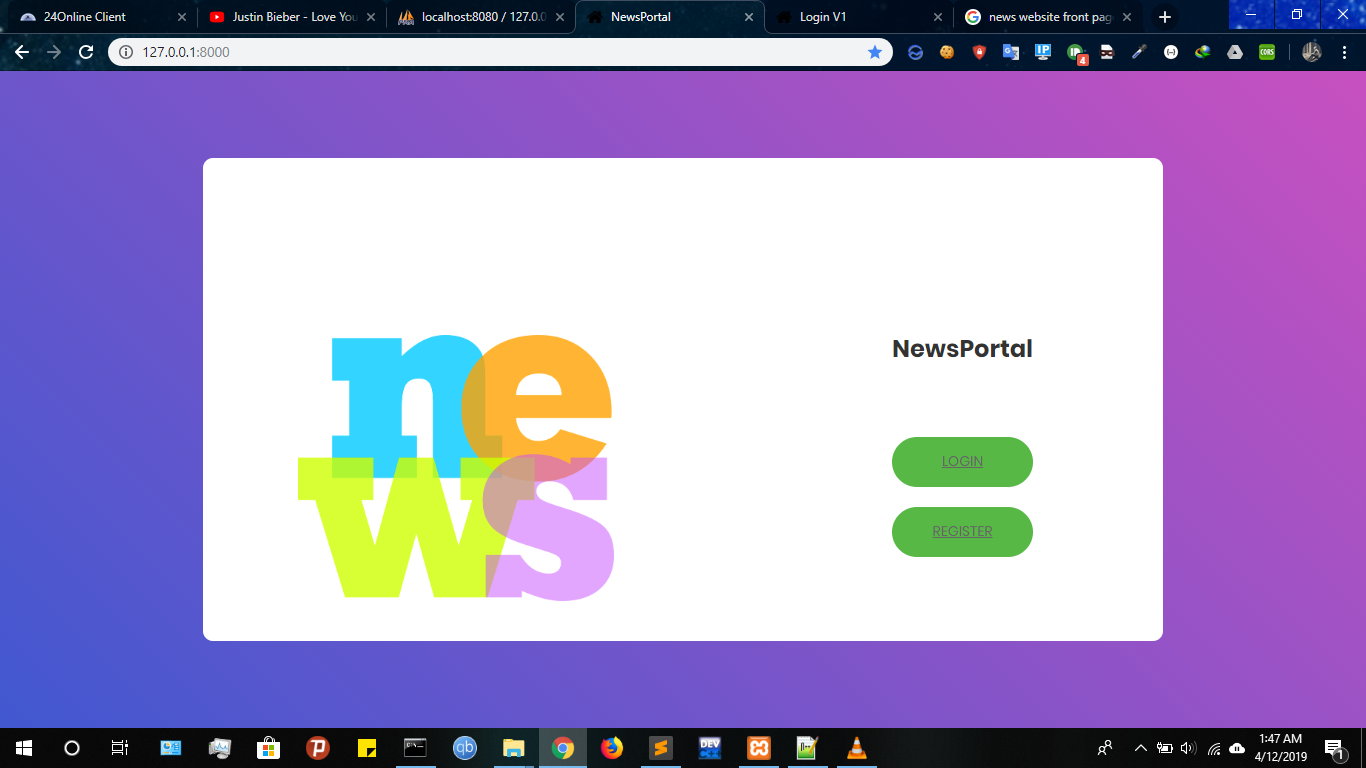 24Online Client
Justin Bieber - Love You
localhost:8080 / 127.0.0
NewsPortal
Login V1
news website front pag
127.0.0.1:8000
IP
4
CORS
news
NewsPortal
LOGIN
REGISTER
qb
DEV
1:47 AM
4/12/2019
1